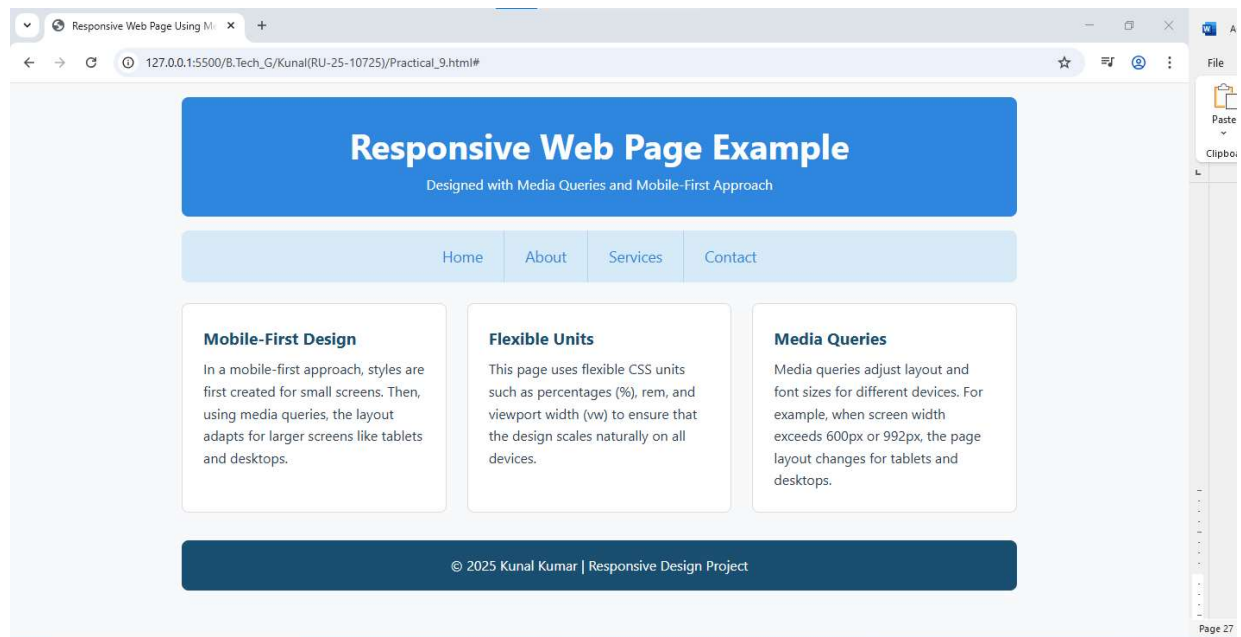 Responsive Web Page Using Me
127.0.0.1:5500/B.Tech_G/Kunal(RU-25-10725)/Practical_9.html#
Responsive Web Page Example
Designed with Media Queries and Mobile-First Approach
Home About Services Contact
Mobile-First Design
In a mobile-first approach, styles are
first created for small screens. Then,
using media queries, the layout
adapts for larger screens like tablets
and desktops.
Flexible Units
This page uses flexible CSS units
such as percentages (%), rem, and
viewport width (vw) to ensure that
the design scales naturally on all
devices.
Media Queries
Media queries adjust layout and
font sizes for different devices. For
example, when screen width
exceeds 600px or 992px, the page
layout changes for tablets and
desktops.
© 2025 Kunal Kumar | Responsive Design Project
W A
File
Paste
Clipboa
Page 27